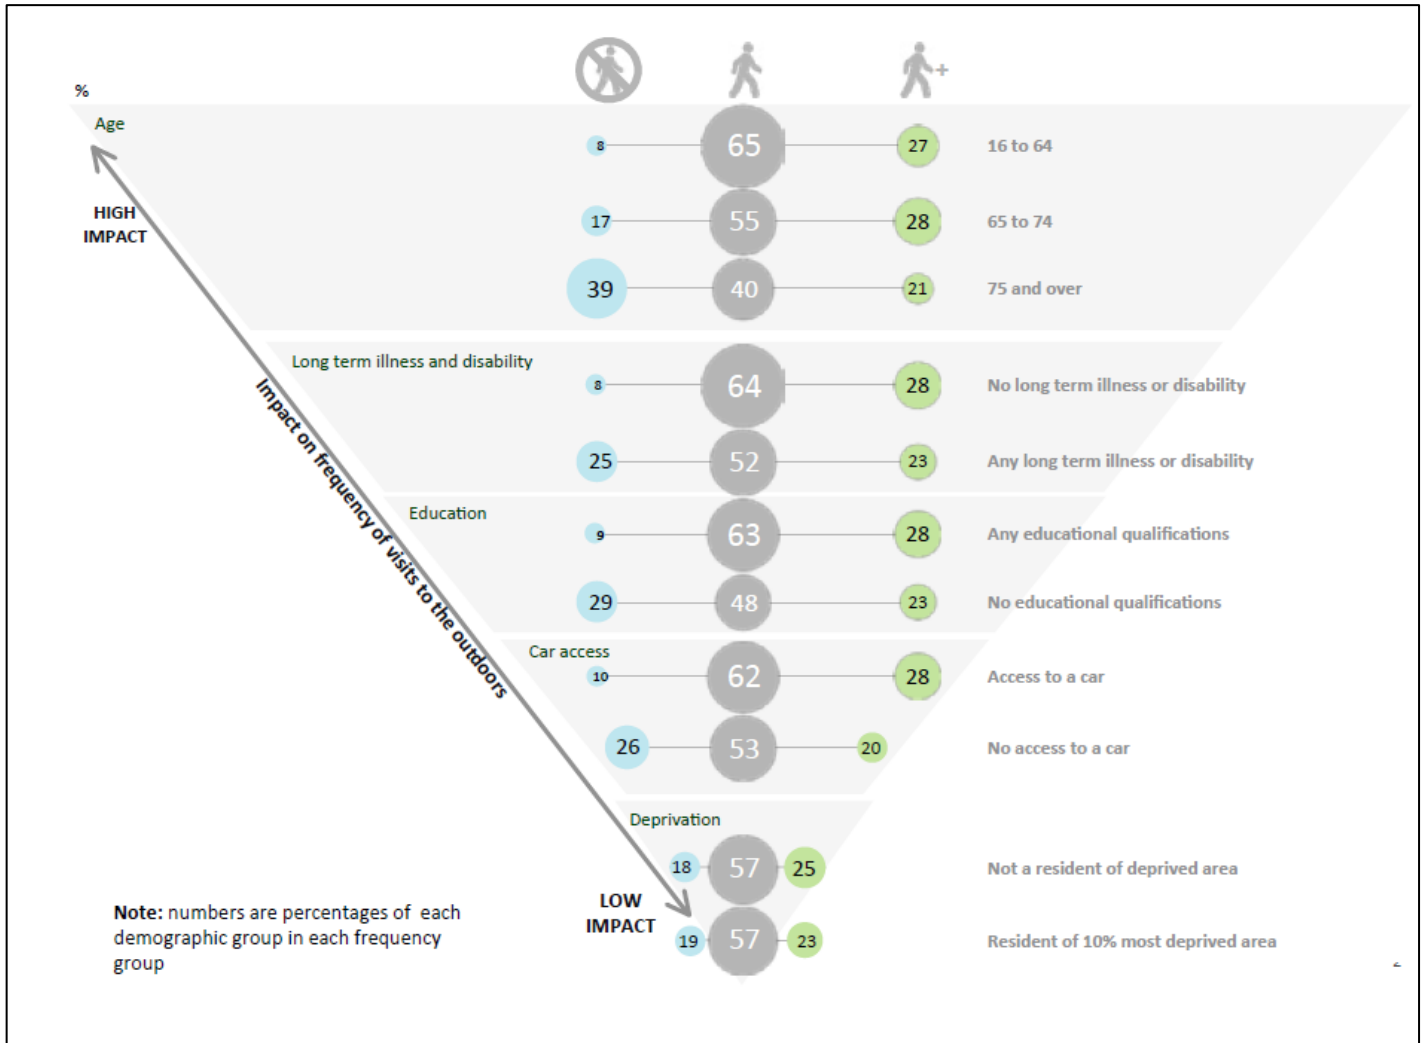 %
Age
8 65 27 16 to 64
HIGH
IMPACT
17 55 28 65 to 74
39 40 21 75 and over
Long term illness and disability
8 64 28 No long term illness or disability
25 52 23 Any long term illness or disability
Impact on frequency of visits to the outdoors
Education
9 63 28 Any educational qualifications
29 48 23 No educational qualifications
Car access
10 62 28 Access to a car
26 53 20 No access to a car
Deprivation
18 57 25 Not a resident of deprived area
LOW
IMPACT
19 57 23 Resident of 10% most deprived area
Note: numbers are percentages of each
demographic group in each frequency
group